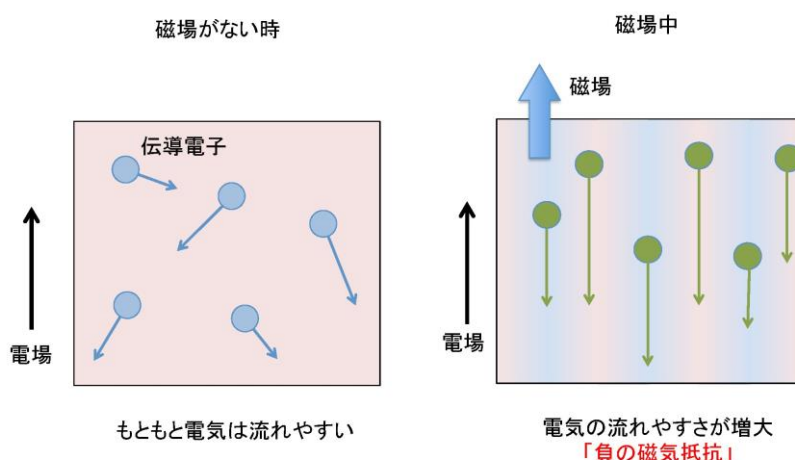 磁場がない時
伝導電子
電場
もともと電気は流れやすい
磁場中
磁場
電場
電気の流れやすさが増大
「負の磁気抵抗」